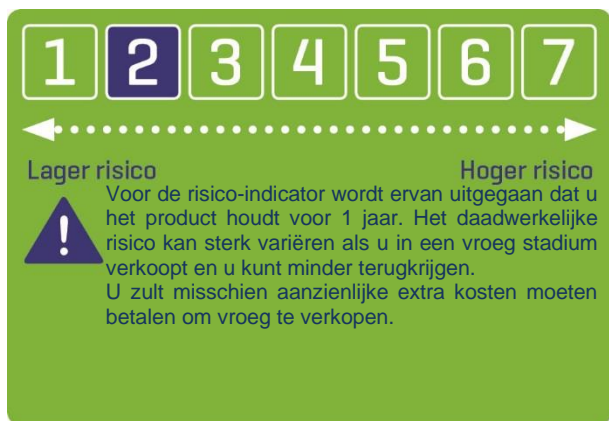 1 2 3 4 5 6 7
Lager risico Hoger risico
Voor de risico-indicator wordt ervan uitgegaan dat u
het product houdt voor 1 jaar. Het daadwerkelijke
risico kan sterk variëren als u in een vroeg stadium
verkoopt en u kunt minder terugkrijgen.
U zult misschien aanzienlijke extra kosten moeten
betalen om vroeg te verkopen.